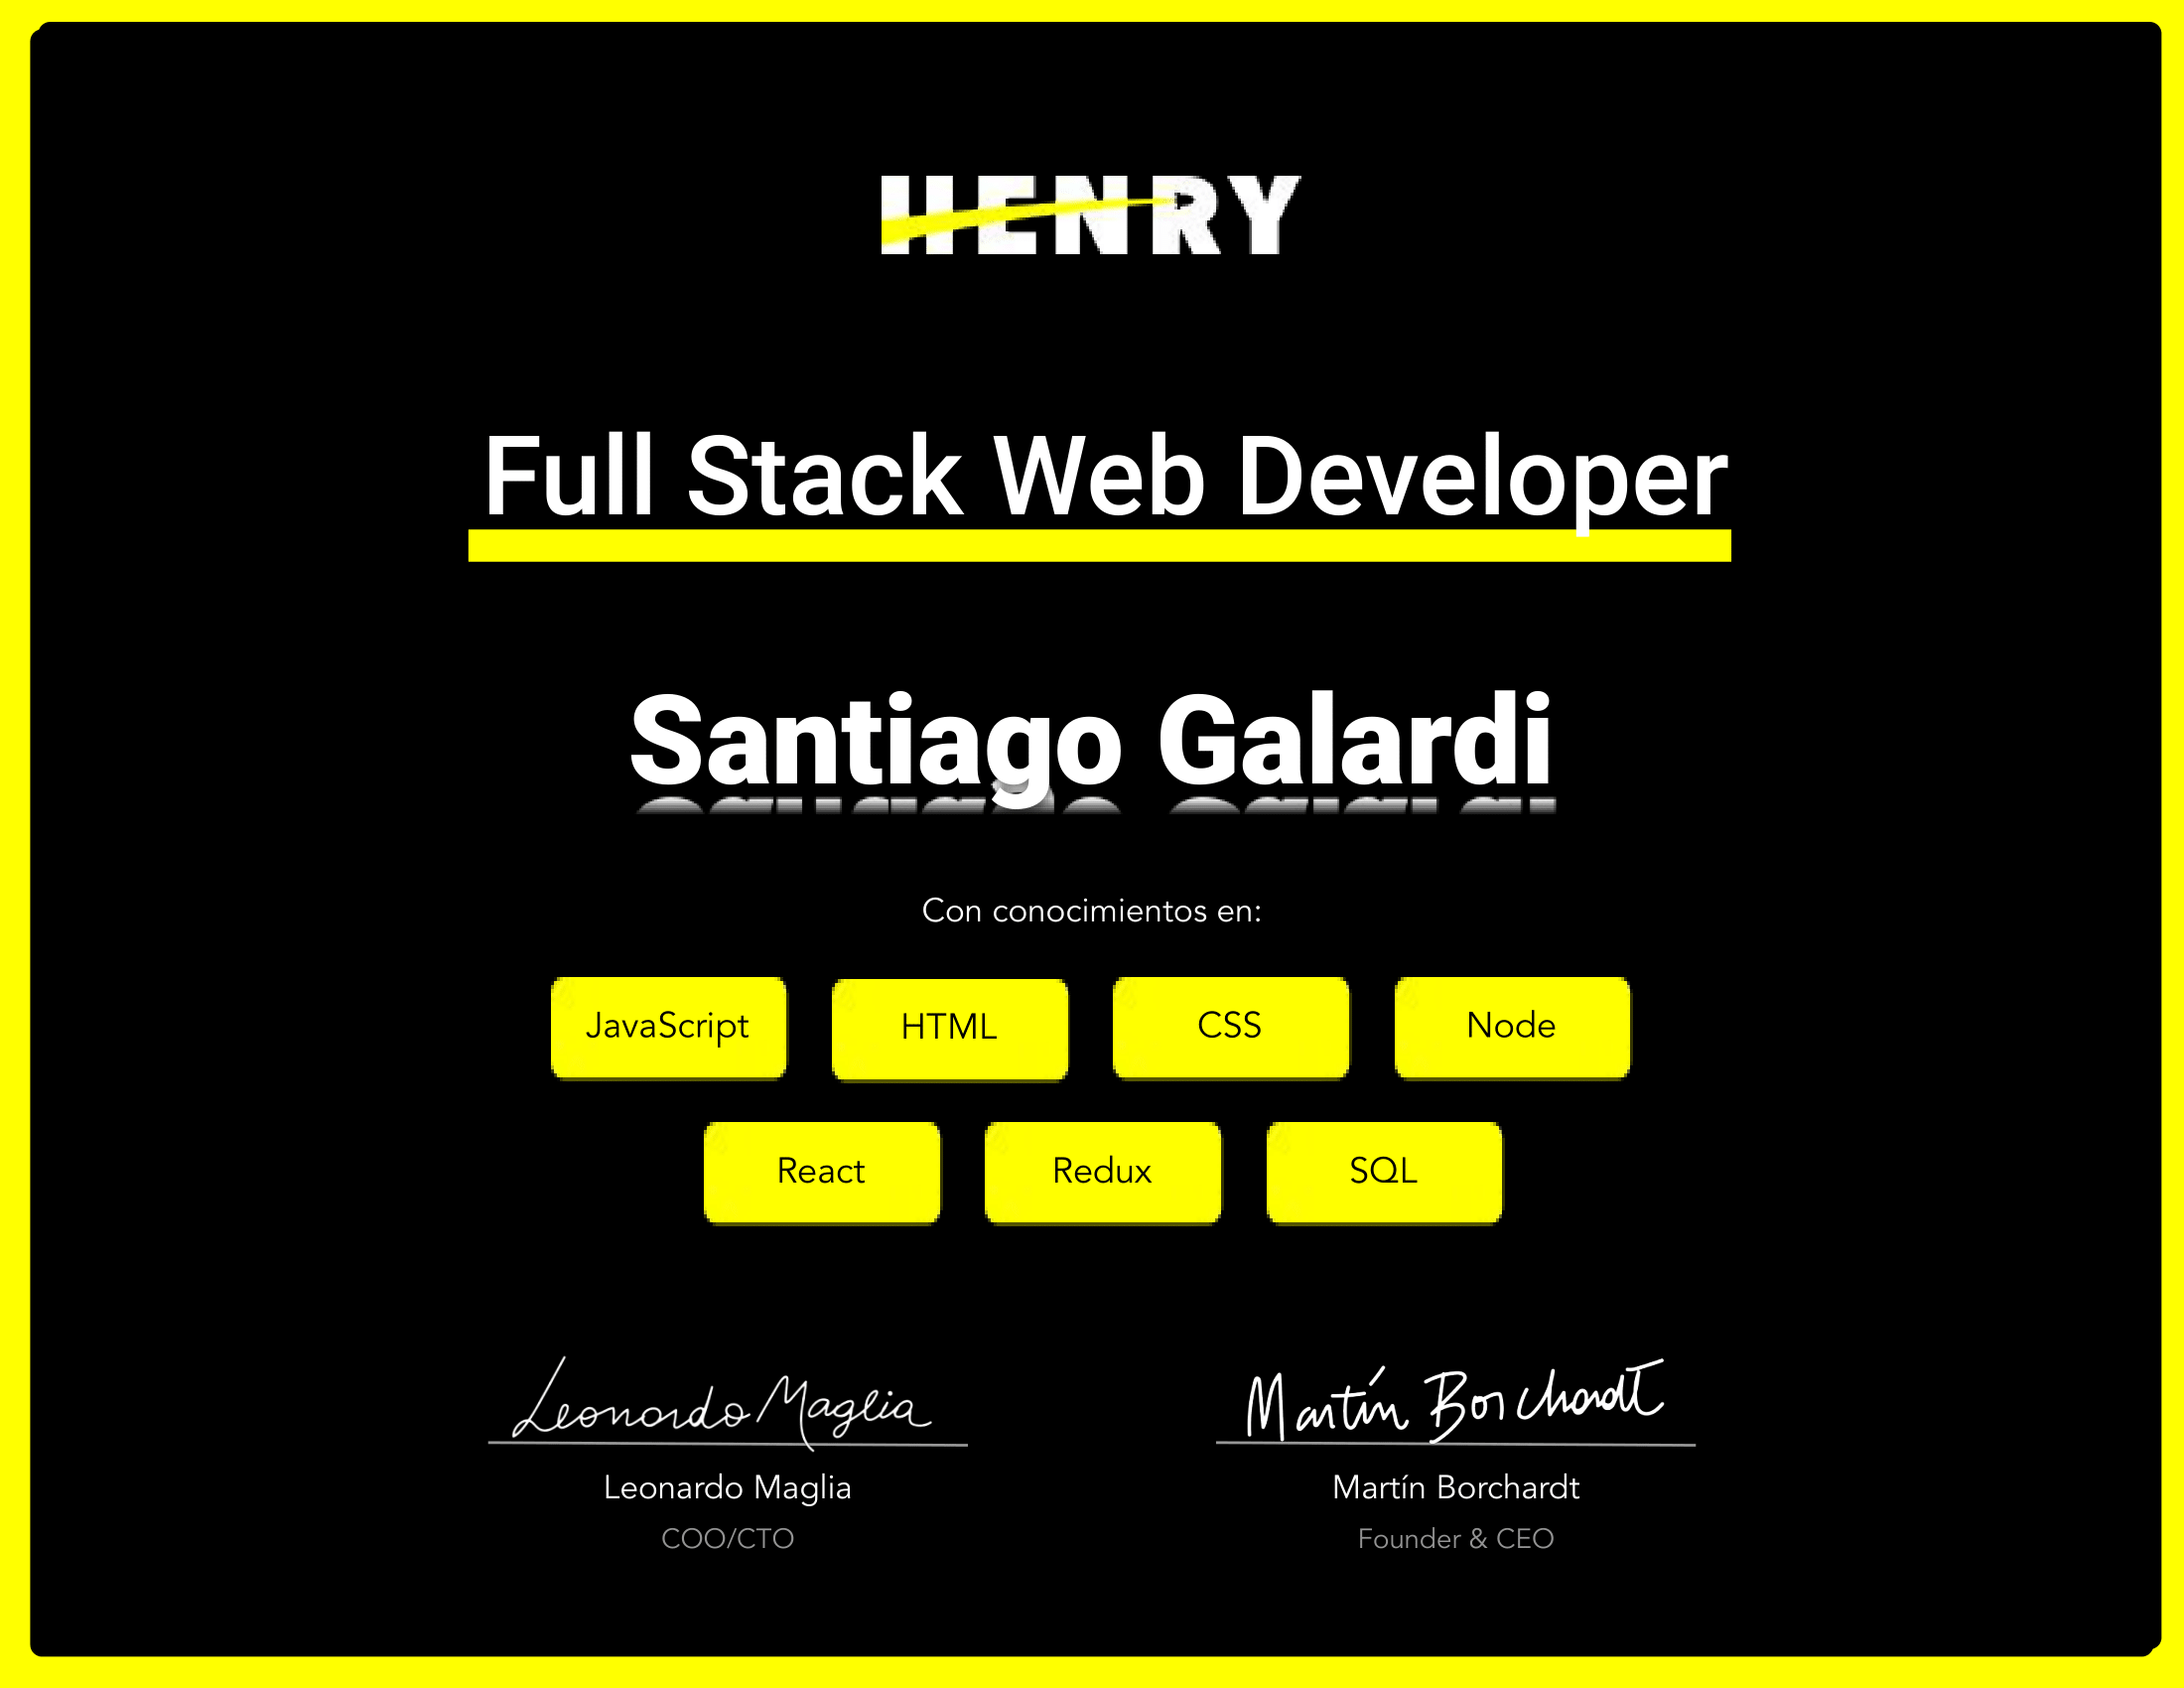 HENRY
Full Stack Web Developer
Santiago Galardi
Con conocimientos en:
JavaScript HTML CSS Node
React Redux SQL
Leonardo Maglia Martín Borchardt
Leonardo Maglia Martín Borchardt
COO/CTO Founder & CEO